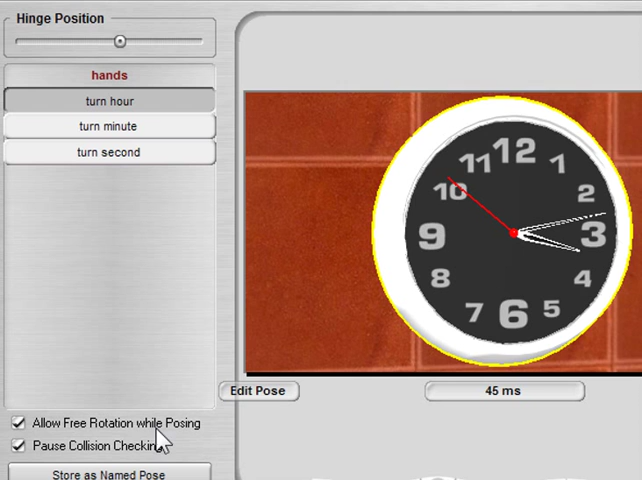 Hinge Position
hands
turn hour
turn minute
turn second
12
11
1
10
2
9
3
8
4
7
5
6
Edit Pose
45 ms
Allow Free Rotation while Posing
Pause Collision Checking
Store as Named Pose